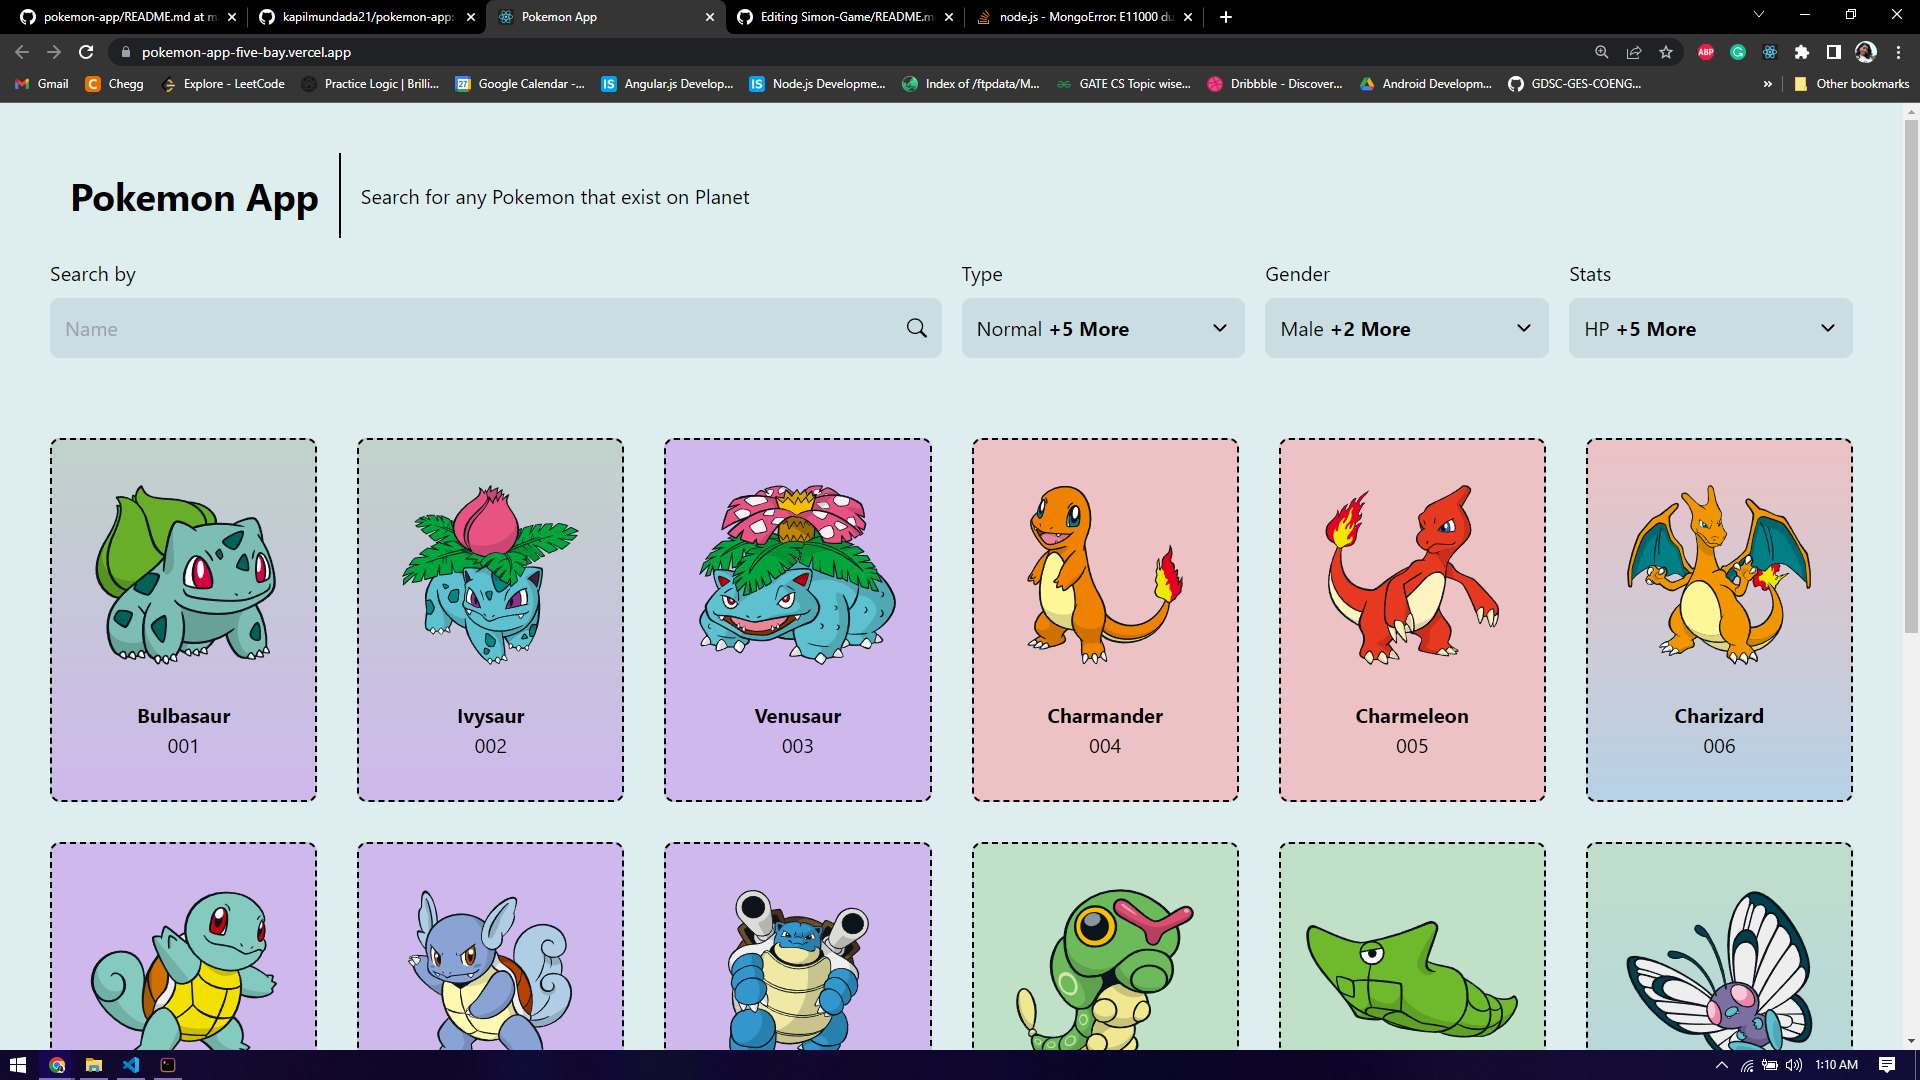 pokemon-app/README.md at m
kapilmundada21/pokemon-app:
Pokemon App
Editing Simon-Game/README.m
node.js - MongoError: E11000 du
pokemon-app-five-bay.vercel.app
ABP
Gmail
Chegg
Explore - LeetCode
Practice Logic | Brilli...
27
Google Calendar -...
IS
Angular.js Develop...
IS
Node.js Developme...
Index of /ftpdata/M...
GATE CS Topic wise...
Dribbble - Discover...
Android Developm...
GDSC-GES-COENG...
»
Other bookmarks
Pokemon App
Search for any Pokemon that exist on Planet
Search by
Type
Gender
Stats
Name
Normal +5 More
Male +2 More
HP +5 More
Bulbasaur
001
Ivysaur
002
Venusaur
003
Charmander
004
Charmeleon
005
Charizard
006
1:10 AM